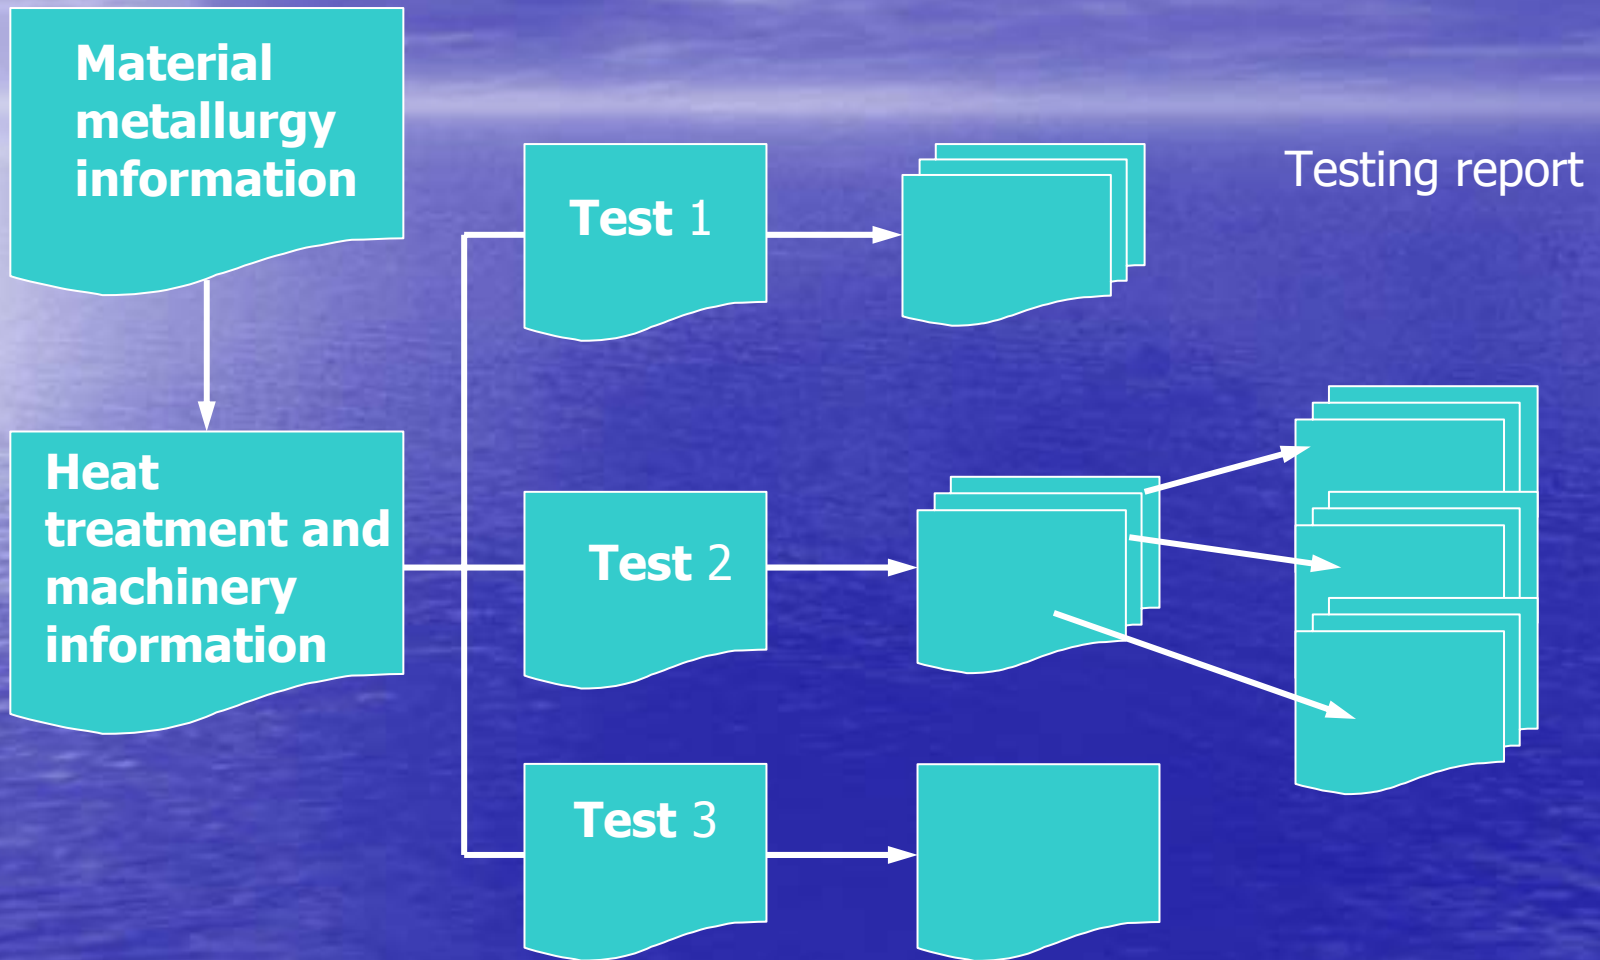 Material
metallurgy
information
Testing report
Test 1
Heat
treatment and
machinery
information
Test 2
Test 3